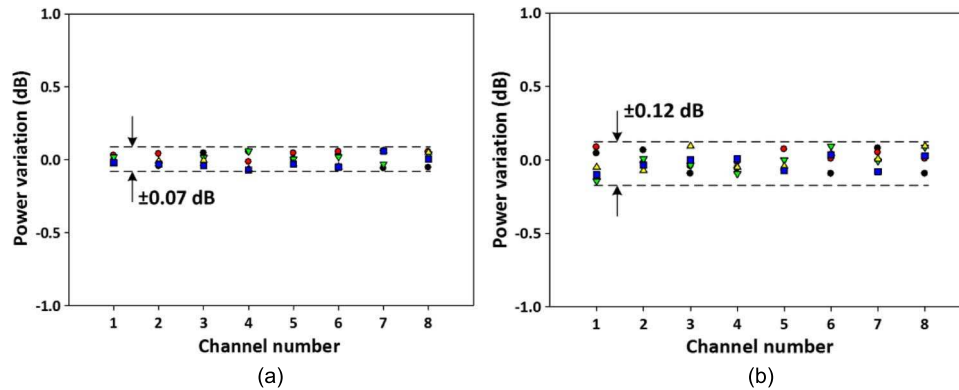 1.0
0.5
0.0
-0.5
-1.0
Power variation (dB)
±0.07 dB
1 2 3 4 5 6 7 8
Channel number
(a)
1.0
0.5
0.0
-0.5
-1.0
Power variation (dB)
±0.12 dB
1 2 3 4 5 6 7 8
Channel number
(b)